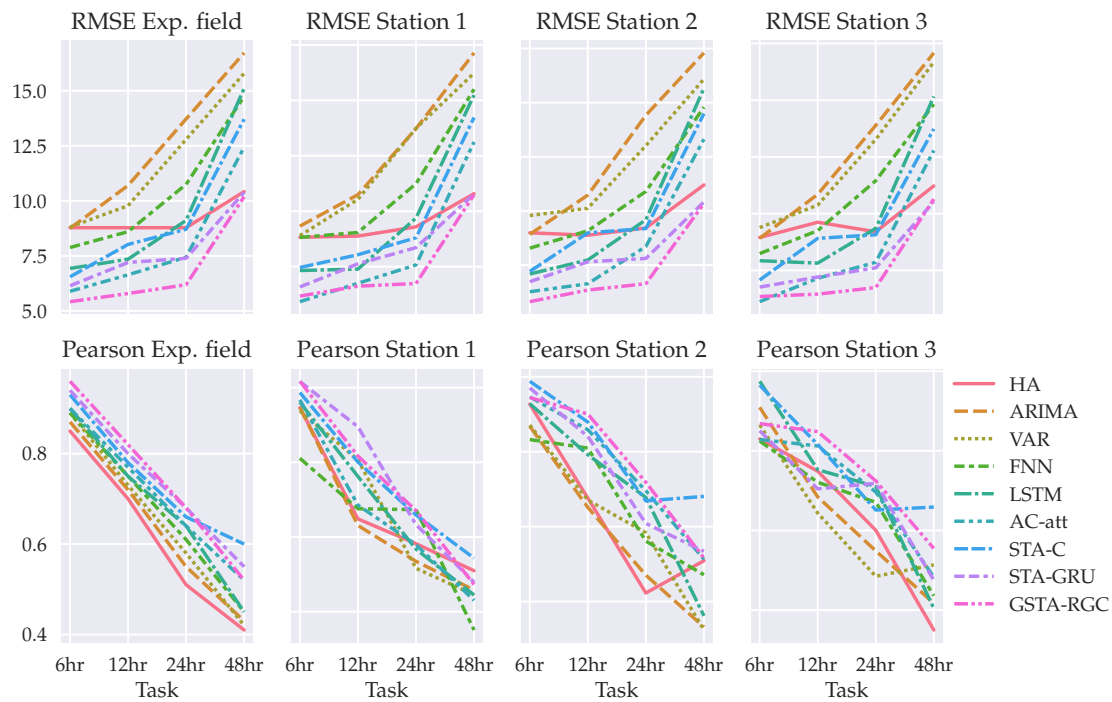 RMSE Exp. field
RMSE Station 1
RMSE Station 2
RMSE Station 3
15.0
12.5
10.0
7.5
5.0
Pearson Exp. field
Pearson Station 1
Pearson Station 2
Pearson Station 3
0.8
0.6
0.4
HA
ARIMA
VAR
FNN
LSTM
AC-att
STA-C
STA-GRU
GSTA-RGC
6hr 12hr 24hr 48hr
6hr 12hr 24hr 48hr
6hr 12hr 24hr 48hr
6hr 12hr 24hr 48hr
Task
Task
Task
Task